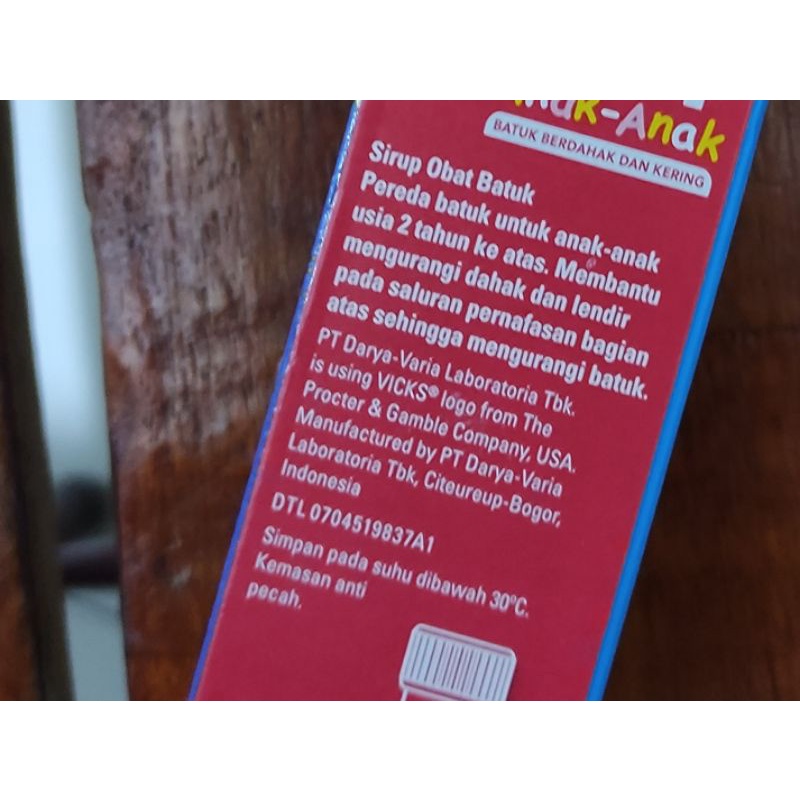 Anak-Anak
BATUK BERDAHAK DAN KERING
Sirup Obat Batuk
Pereda batuk untuk anak-anak
usia 2 tahun ke atas. Membantu
mengurangi dahak dan lendir
pada saluran pernafasan bagian
atas sehingga mengurangi batuk.
PT Darya-Varia Laboratoria Tbk.
is using VICKS® logo from The
Procter & Gamble Company, USA.
Manufactured by PT Darya-Varia
Laboratoria Tbk, Citeureup-Bogor,
Indonesia
DTL0704519837A1
Simpan pada suhu dibawah 30°C.
Kemasan anti
pecah.